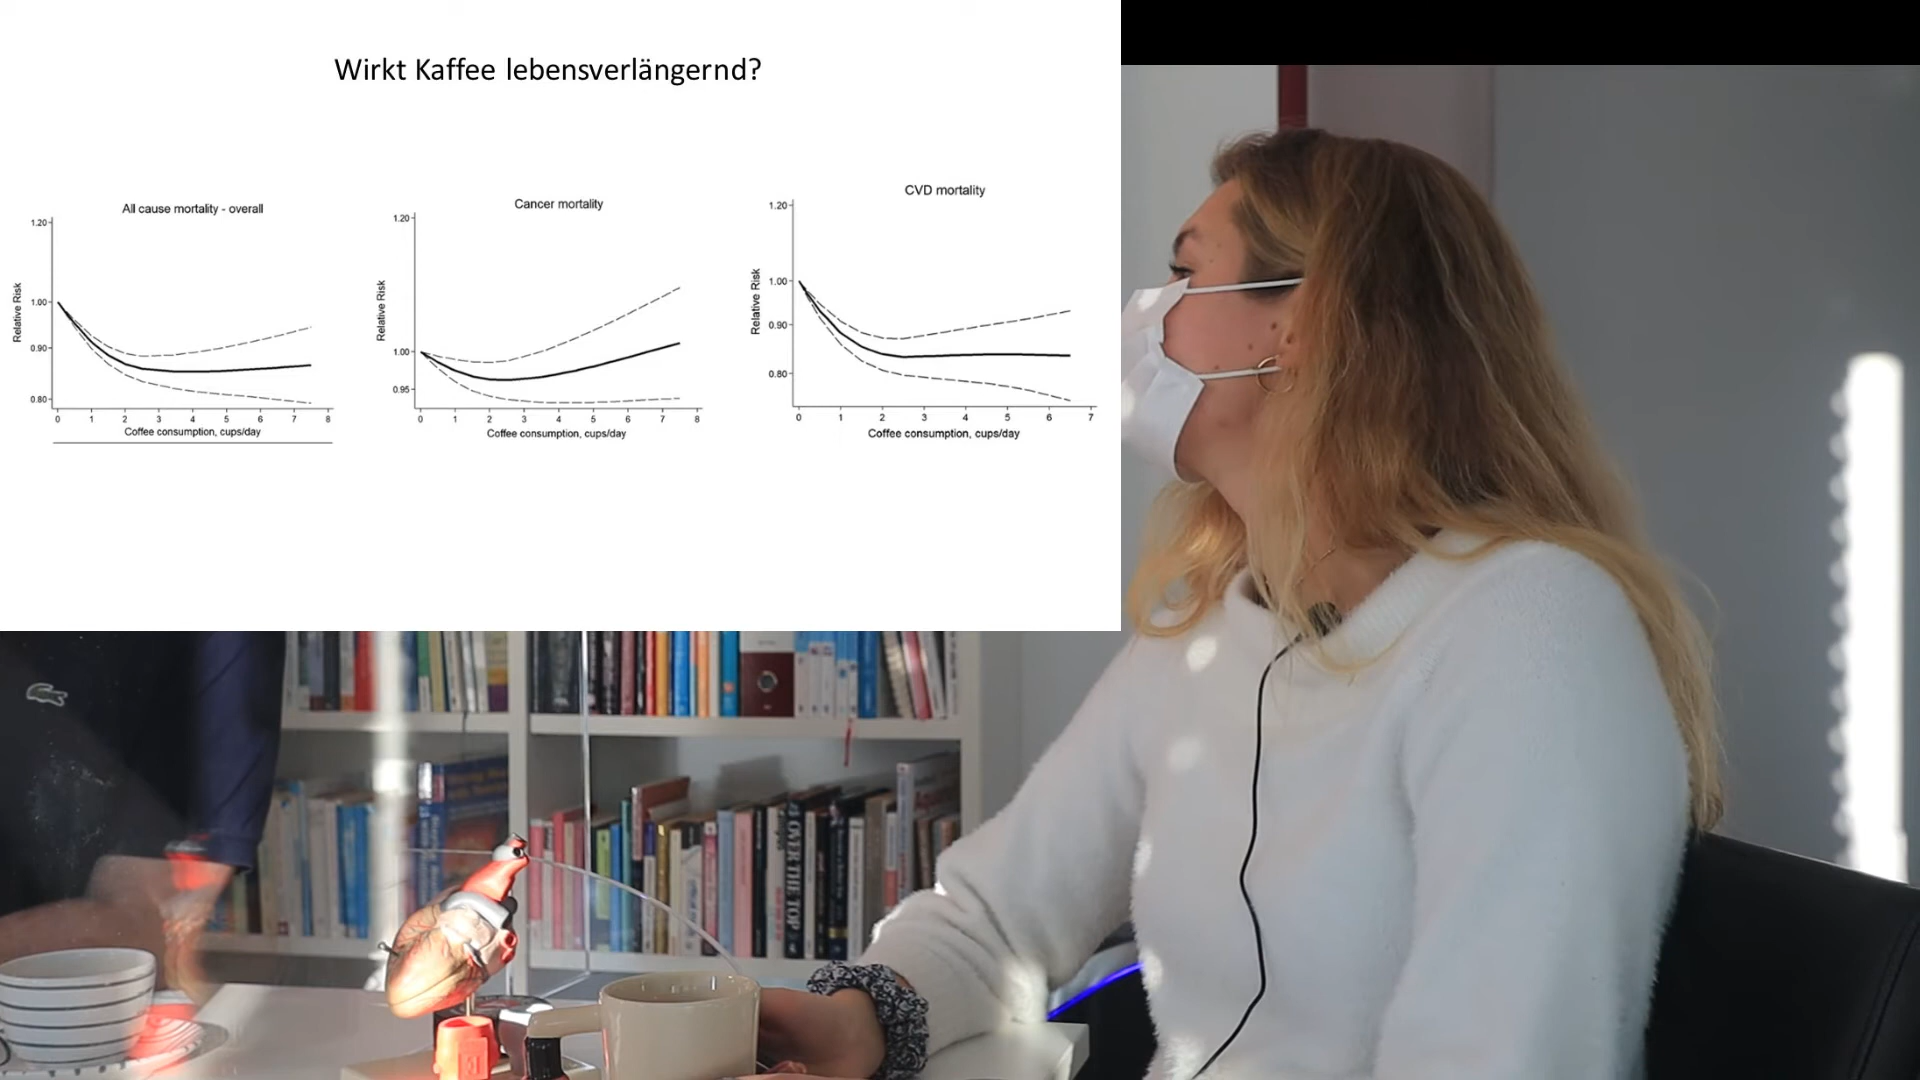 Wirkt Kaffee lebensverlängernd?
All cause mortality - overall
1.20
1.00
0.90
0.80
Relative Risk
0 1 2 3 4 5 6 7 8
Coffee consumption, cups/day
Cancer mortality
1.20
1.00
0.95
Relative Risk
0 1 2 3 4 5 6 7 8
Coffee consumption, cups/day
CVD mortality
1.20
1.00
0.90
0.80
Relative Risk
0 1 2 3 4 5 6 7
Coffee consumption, cups/day
OVER THE TOP